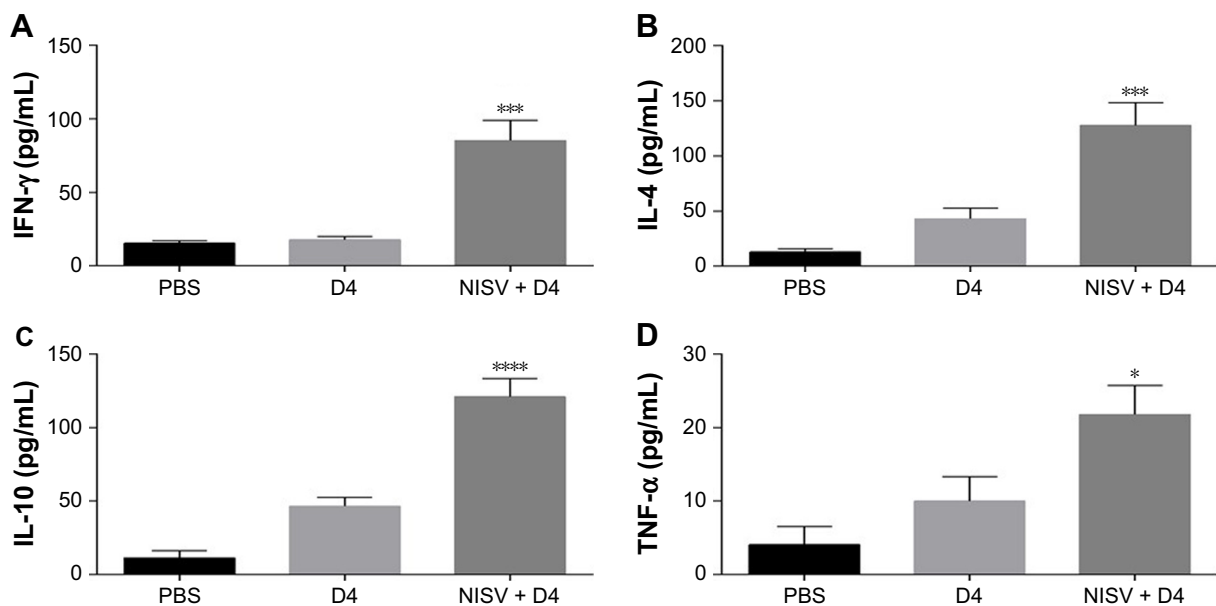 A
IFN-γ (pg/mL)
150
100
50
0
***
PBS
D4
NISV + D4
B
IL-4 (pg/mL)
200
150
100
50
0
***
PBS
D4
NISV + D4
C
IL-10 (pg/mL)
150
100
50
0
****
PBS
D4
NISV + D4
D
TNF-α (pg/mL)
30
20
10
0
*
PBS
D4
NISV + D4